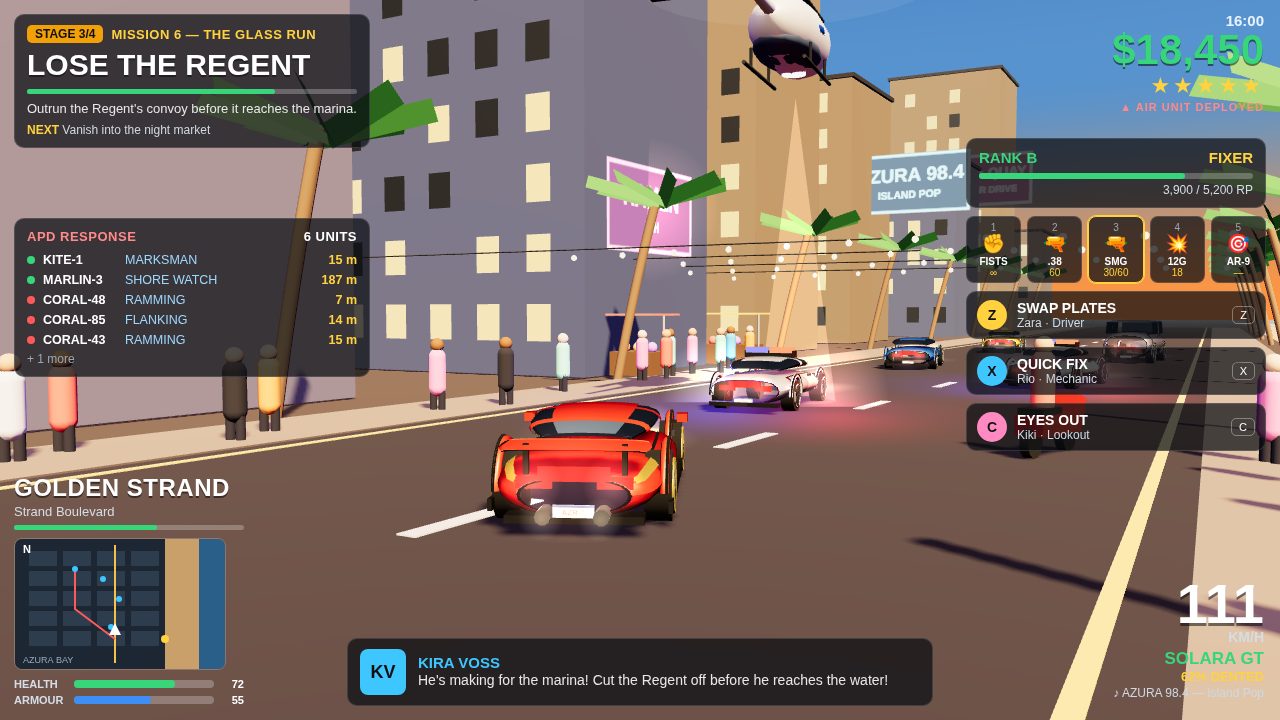 STAGE 3/4 MISSION 6 — THE GLASS RUN
LOSE THE REGENT
Outrun the Regent's convoy before it reaches the marina.
NEXT Vanish into the night market
16:00
$18,450
★★★★★
▲ AIR UNIT DEPLOYED
RANK B FIXER
3,900 / 5,200 RP
1 2 3 4 5
FISTS .38 SMG 12G AR-9
∞ 60 30/60 18 —
Z SWAP PLATES Z
Zara · Driver
X QUICK FIX X
Rio · Mechanic
C EYES OUT C
Kiki · Lookout
APD RESPONSE 6 UNITS
KITE-1 MARKSMAN 15 m
MARLIN-3 SHORE WATCH 187 m
CORAL-48 RAMMING 7 m
CORAL-85 FLANKING 14 m
CORAL-43 RAMMING 15 m
+ 1 more
ZURA 98.4
ISLAND POP
QUAY
R DRIVE
GOLDEN STRAND
Strand Boulevard
N
AZURA BAY
HEALTH 72
ARMOUR 55
KV KIRA VOSS
He's making for the marina! Cut the Regent off before he reaches the water!
111
KM/H
SOLARA GT
62% DENTED
♪ AZURA 98.4 — Island Pop